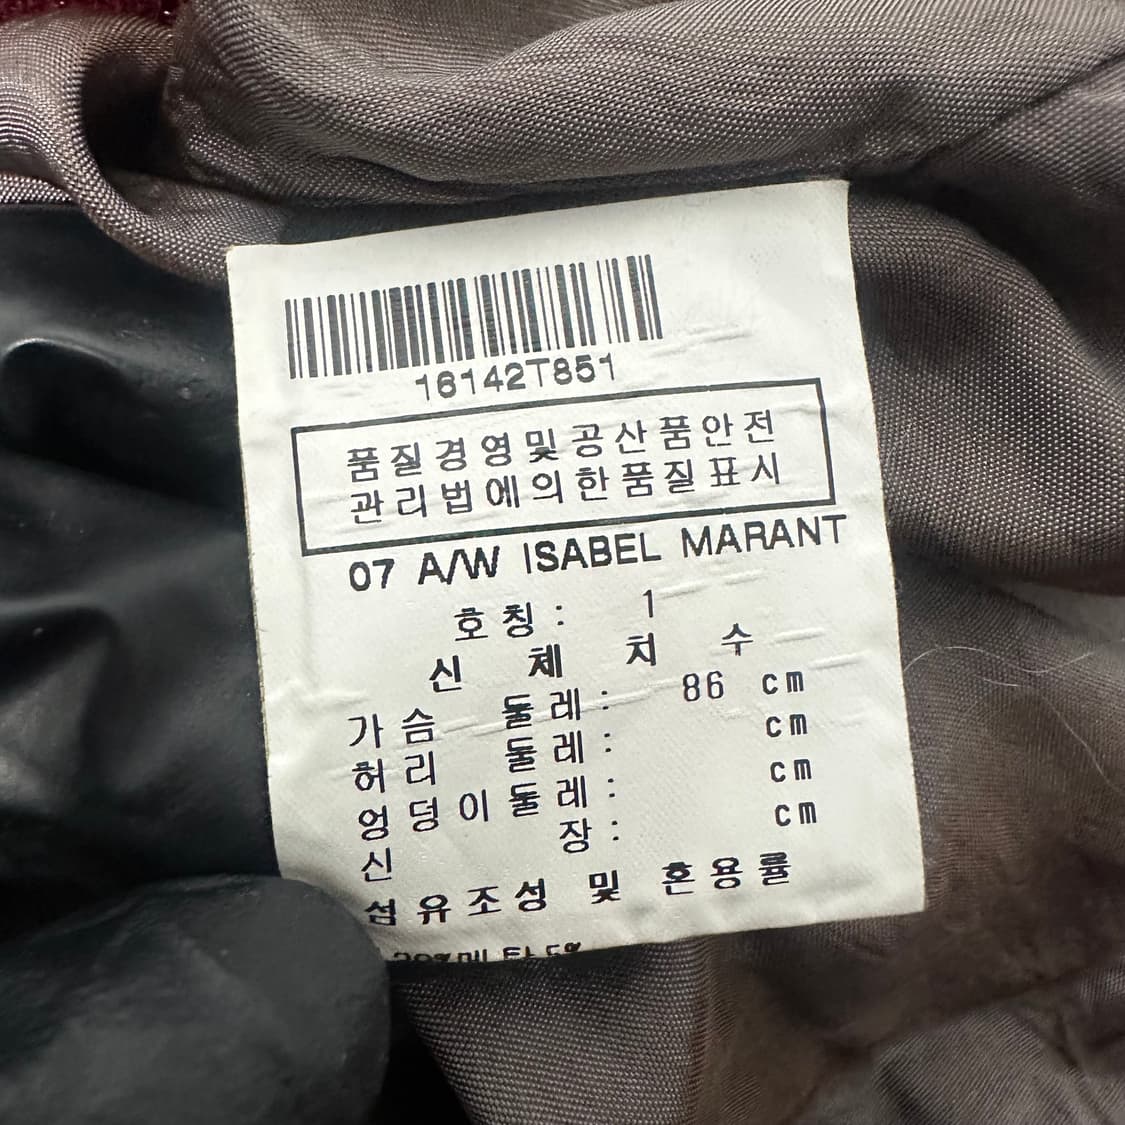 18142T851
품질경영및공산품안전
관리법에의한품질표시
07 A/W ISABEL MARANT
호칭: 1
신 체 치 수
가슴 둘레: 86 cm
허리 둘레: cm
엉덩이둘레: cm
신 장: cm
섬유조성 및 혼용률